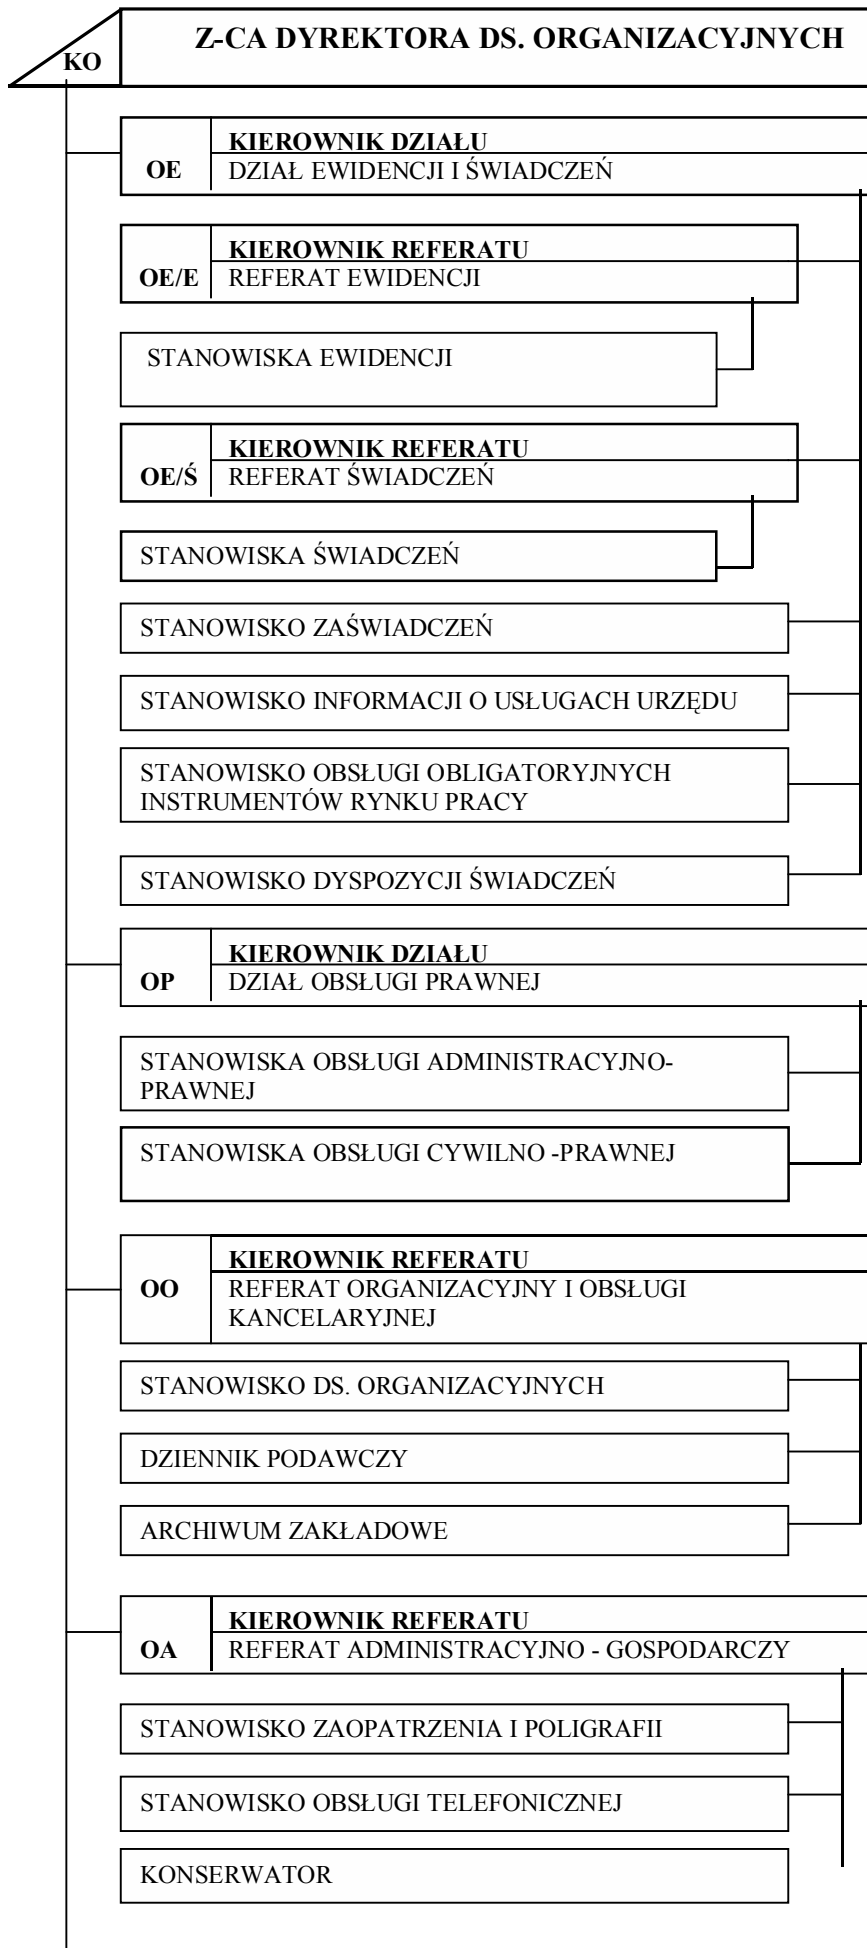 Z-CA DYREKTORA DS. ORGANIZACYJNYCH
KO
KIEROWNIK DZIAŁU
OE DZIAŁ EWIDENCJI I ŚWIADCZEŃ
KIEROWNIK REFERATU
OE/E REFERAT EWIDENCJI
STANOWISKA EWIDENCJI
KIEROWNIK REFERATU
OE/Ś REFERAT ŚWIADCZEŃ
STANOWISKA ŚWIADCZEŃ
STANOWISKO ZAŚWIADCZEŃ
STANOWISKO INFORMACJI O USŁUGACH URZĘDU
STANOWISKO OBSŁUGI OBLIGATORYJNYCH
INSTRUMENTÓW RYNKU PRACY
STANOWISKO DYSPOZYCJI ŚWIADCZEŃ
KIEROWNIK DZIAŁU
OP DZIAŁ OBSŁUGI PRAWNEJ
STANOWISKA OBSŁUGI ADMINISTRACYJNO-
PRAWNEJ
STANOWISKA OBSŁUGI CYWILNO -PRAWNEJ
KIEROWNIK REFERATU
OO REFERAT ORGANIZACYJNY I OBSŁUGI
KANCELARYJNEJ
STANOWISKO DS. ORGANIZACYJNYCH
DZIENNIK PODAWCZY
ARCHIWUM ZAKŁADOWE
KIEROWNIK REFERATU
OA REFERAT ADMINISTRACYJNO - GOSPODARCZY
STANOWISKO ZAOPATRZENIA I POLIGRAFII
STANOWISKO OBSŁUGI TELEFONICZNEJ
KONSERWATOR